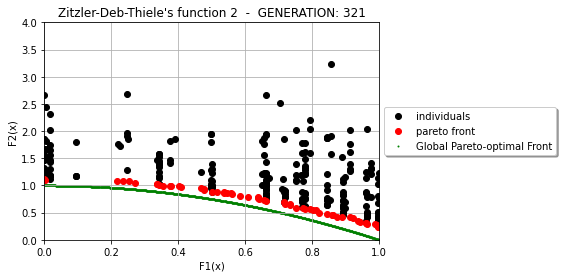 Zitzler-Deb-Thiele's function 2 - GENERATION: 321
4.0
3.5
3.0
2.5
2.0
1.5
1.0
0.5
0.0
F2(x)
0.0 0.2 0.4 0.6 0.8 1.0
F1(x)
individuals
pareto front
Global Pareto-optimal Front